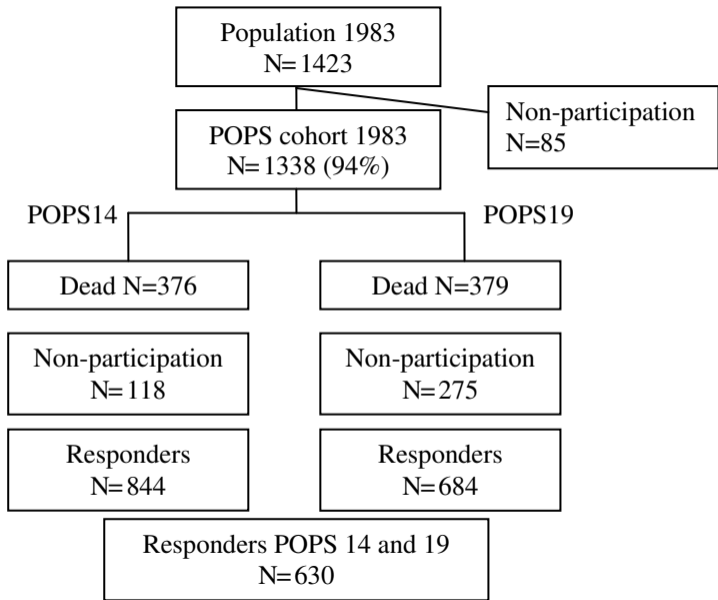 Population 1983
N=1423
Non-participation
N=85
POPS cohort 1983
N=1338 (94%)
POPS14
POPS19
Dead N=376
Dead N=379
Non-participation
N=118
Non-participation
N=275
Responders
N=844
Responders
N=684
Responders POPS 14 and 19
N=630